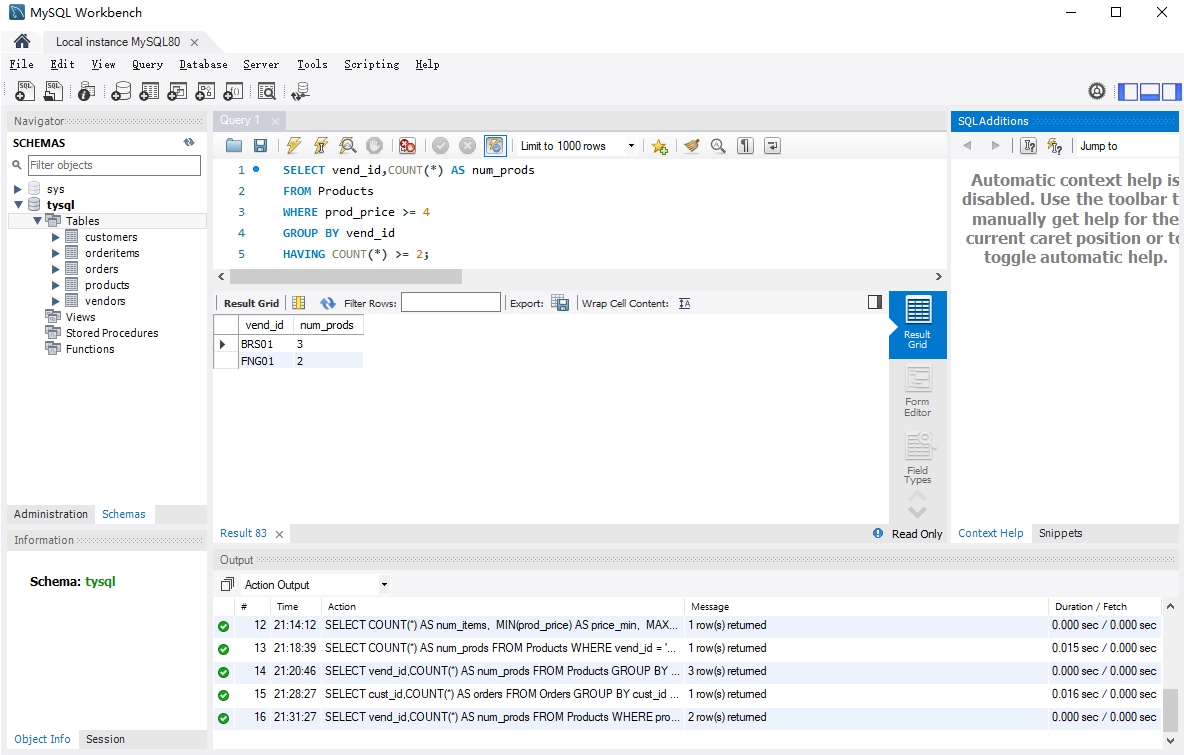 MySQL Workbench
Local instance MySQL80
File Edit View Query Database Server Tools Scripting Help
Navigator
SCHEMAS
Filter objects
sys
tysql
Tables
customers
orderitems
orders
products
vendors
Views
Stored Procedures
Functions
Administration Schemas
Information
Schema: tysql
Object Info Session
Query 1
Limit to 1000 rows
1 SELECT vend_id,COUNT(*) AS num_prods
2 FROM Products
3 WHERE prod_price >= 4
4 GROUP BY vend_id
5 HAVING COUNT(*) >= 2;
Result Grid Filter Rows: Export: Wrap Cell Content:
vend_id num_prods
BRS01 3
FNG01 2
Result
Grid
Form
Editor
Field
Types
Result 83 Read Only
SQLAdditions
Jump to
Automatic context help is
disabled. Use the toolbar t
manually get help for the
current caret position or to
toggle automatic help.
Context Help Snippets
Output
Action Output
# Time Action Message Duration / Fetch
12 21:14:12 SELECT COUNT(*) AS num_items, MIN(prod_price) AS price_min, MAX... 1 row(s) returned 0.000 sec / 0.000 sec
13 21:18:39 SELECT COUNT(*) AS num_prods FROM Products WHERE vend_id = '... 1 row(s) returned 0.015 sec / 0.000 sec
14 21:20:46 SELECT vend_id,COUNT(*) AS num_prods FROM Products GROUP BY ... 3 row(s) returned 0.000 sec / 0.000 sec
15 21:28:27 SELECT cust_id,COUNT(*) AS orders FROM Orders GROUP BY cust_id ... 1 row(s) returned 0.016 sec / 0.000 sec
16 21:31:27 SELECT vend_id,COUNT(*) AS num_prods FROM Products WHERE pro... 2 row(s) returned 0.000 sec / 0.000 sec